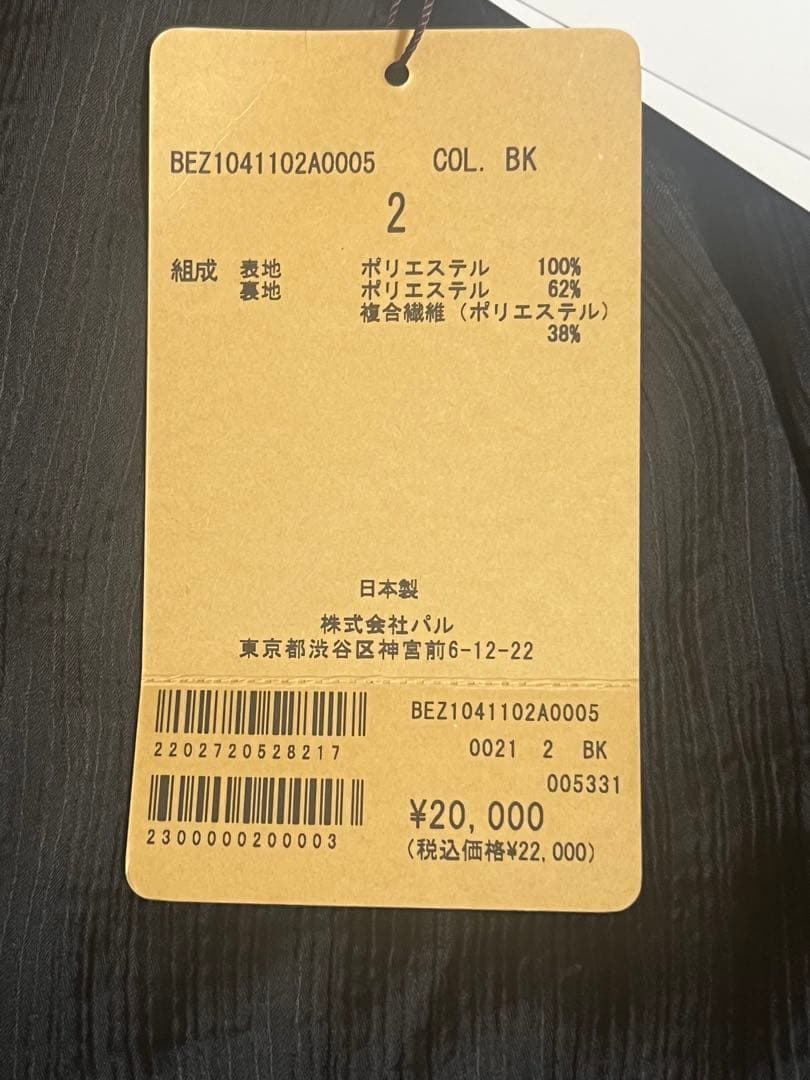 BEZ1041102A0005 COL. BK
2
組成 表地 ポリエステル 100%
裏地 ポリエステル 62%
複合繊維(ポリエステル)
38%
日本製
株式会社パル
東京都渋谷区神宮前6-12-22
BEZ1041102A0005
2202720528217
0021 2 BK
005331
¥20,000
2300000200003
(税込価格¥22,000)